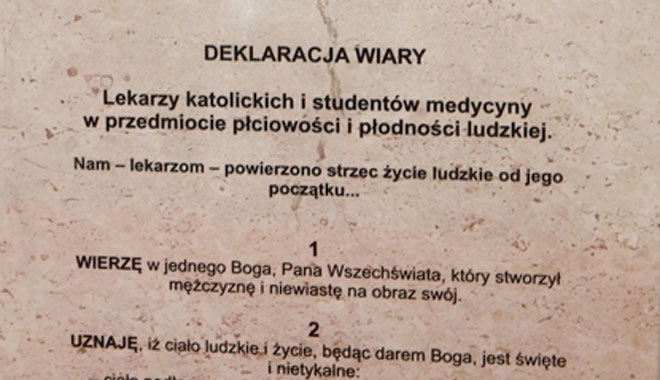 DEKLARACJA WIARY
Lekarzy katolickich i studentów medycyny
w przedmiocie płciowości i płodności ludzkiej.
Nam – lekarzom – powierzono strzec życie ludzkie od jego
początku...
1
WIERZĘ w jednego Boga, Pana Wszechświata, który stworzył
mężczyznę i niewiastę na obraz swój.
2
UZNAJĘ, iż ciało ludzkie i życie, będąc darem Boga, jest święte
i nietykalne:
– ciało